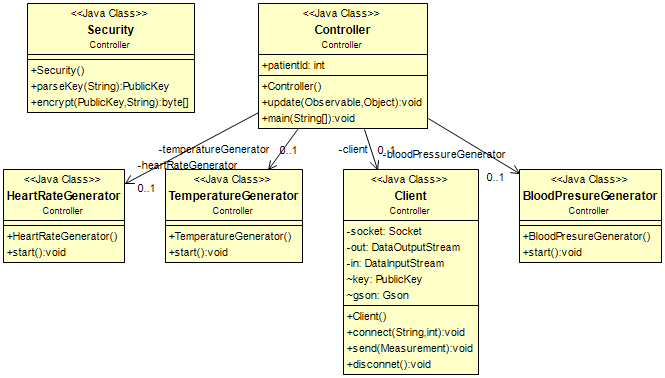 <<Java Class>>
Security
Controller
+Security()
+parseKey(String):PublicKey
+encrypt(PublicKey,String):byte[]
<<Java Class>>
Controller
Controller
+patientId: int
+Controller()
+update(Observable,Object):void
+main(String[]):void
-temperatureGenerator
0..1
-client
0..1
-bloodPressureGenerator
0..1
-heartRateGenerator
0..1
<<Java Class>>
HeartRateGenerator
Controller
+HeartRateGenerator()
+start():void
<<Java Class>>
TemperatureGenerator
Controller
+TemperatureGenerator()
+start():void
<<Java Class>>
Client
Controller
-socket: Socket
-out: DataOutputStream
-in: DataInputStream
~key: PublicKey
~gson: Gson
+Client()
+connect(String,int):void
+send(Measurement):void
+disconnet():void
<<Java Class>>
BloodPresureGenerator
Controller
+BloodPresureGenerator()
+start():void